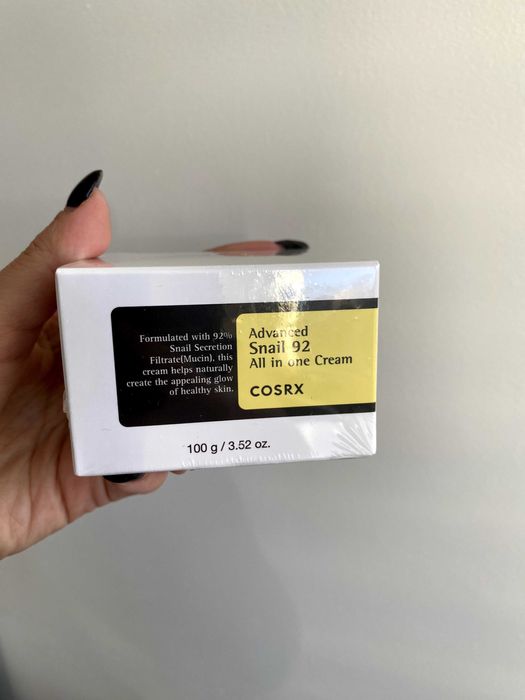 Formulated with 92%
Snail Secretion
Filtrate(Mucin), this
cream helps naturally
create the appealing glow
of healthy skin.
Advanced
Snail 92
All in one Cream
COSRX
100 g / 3.52 oz.